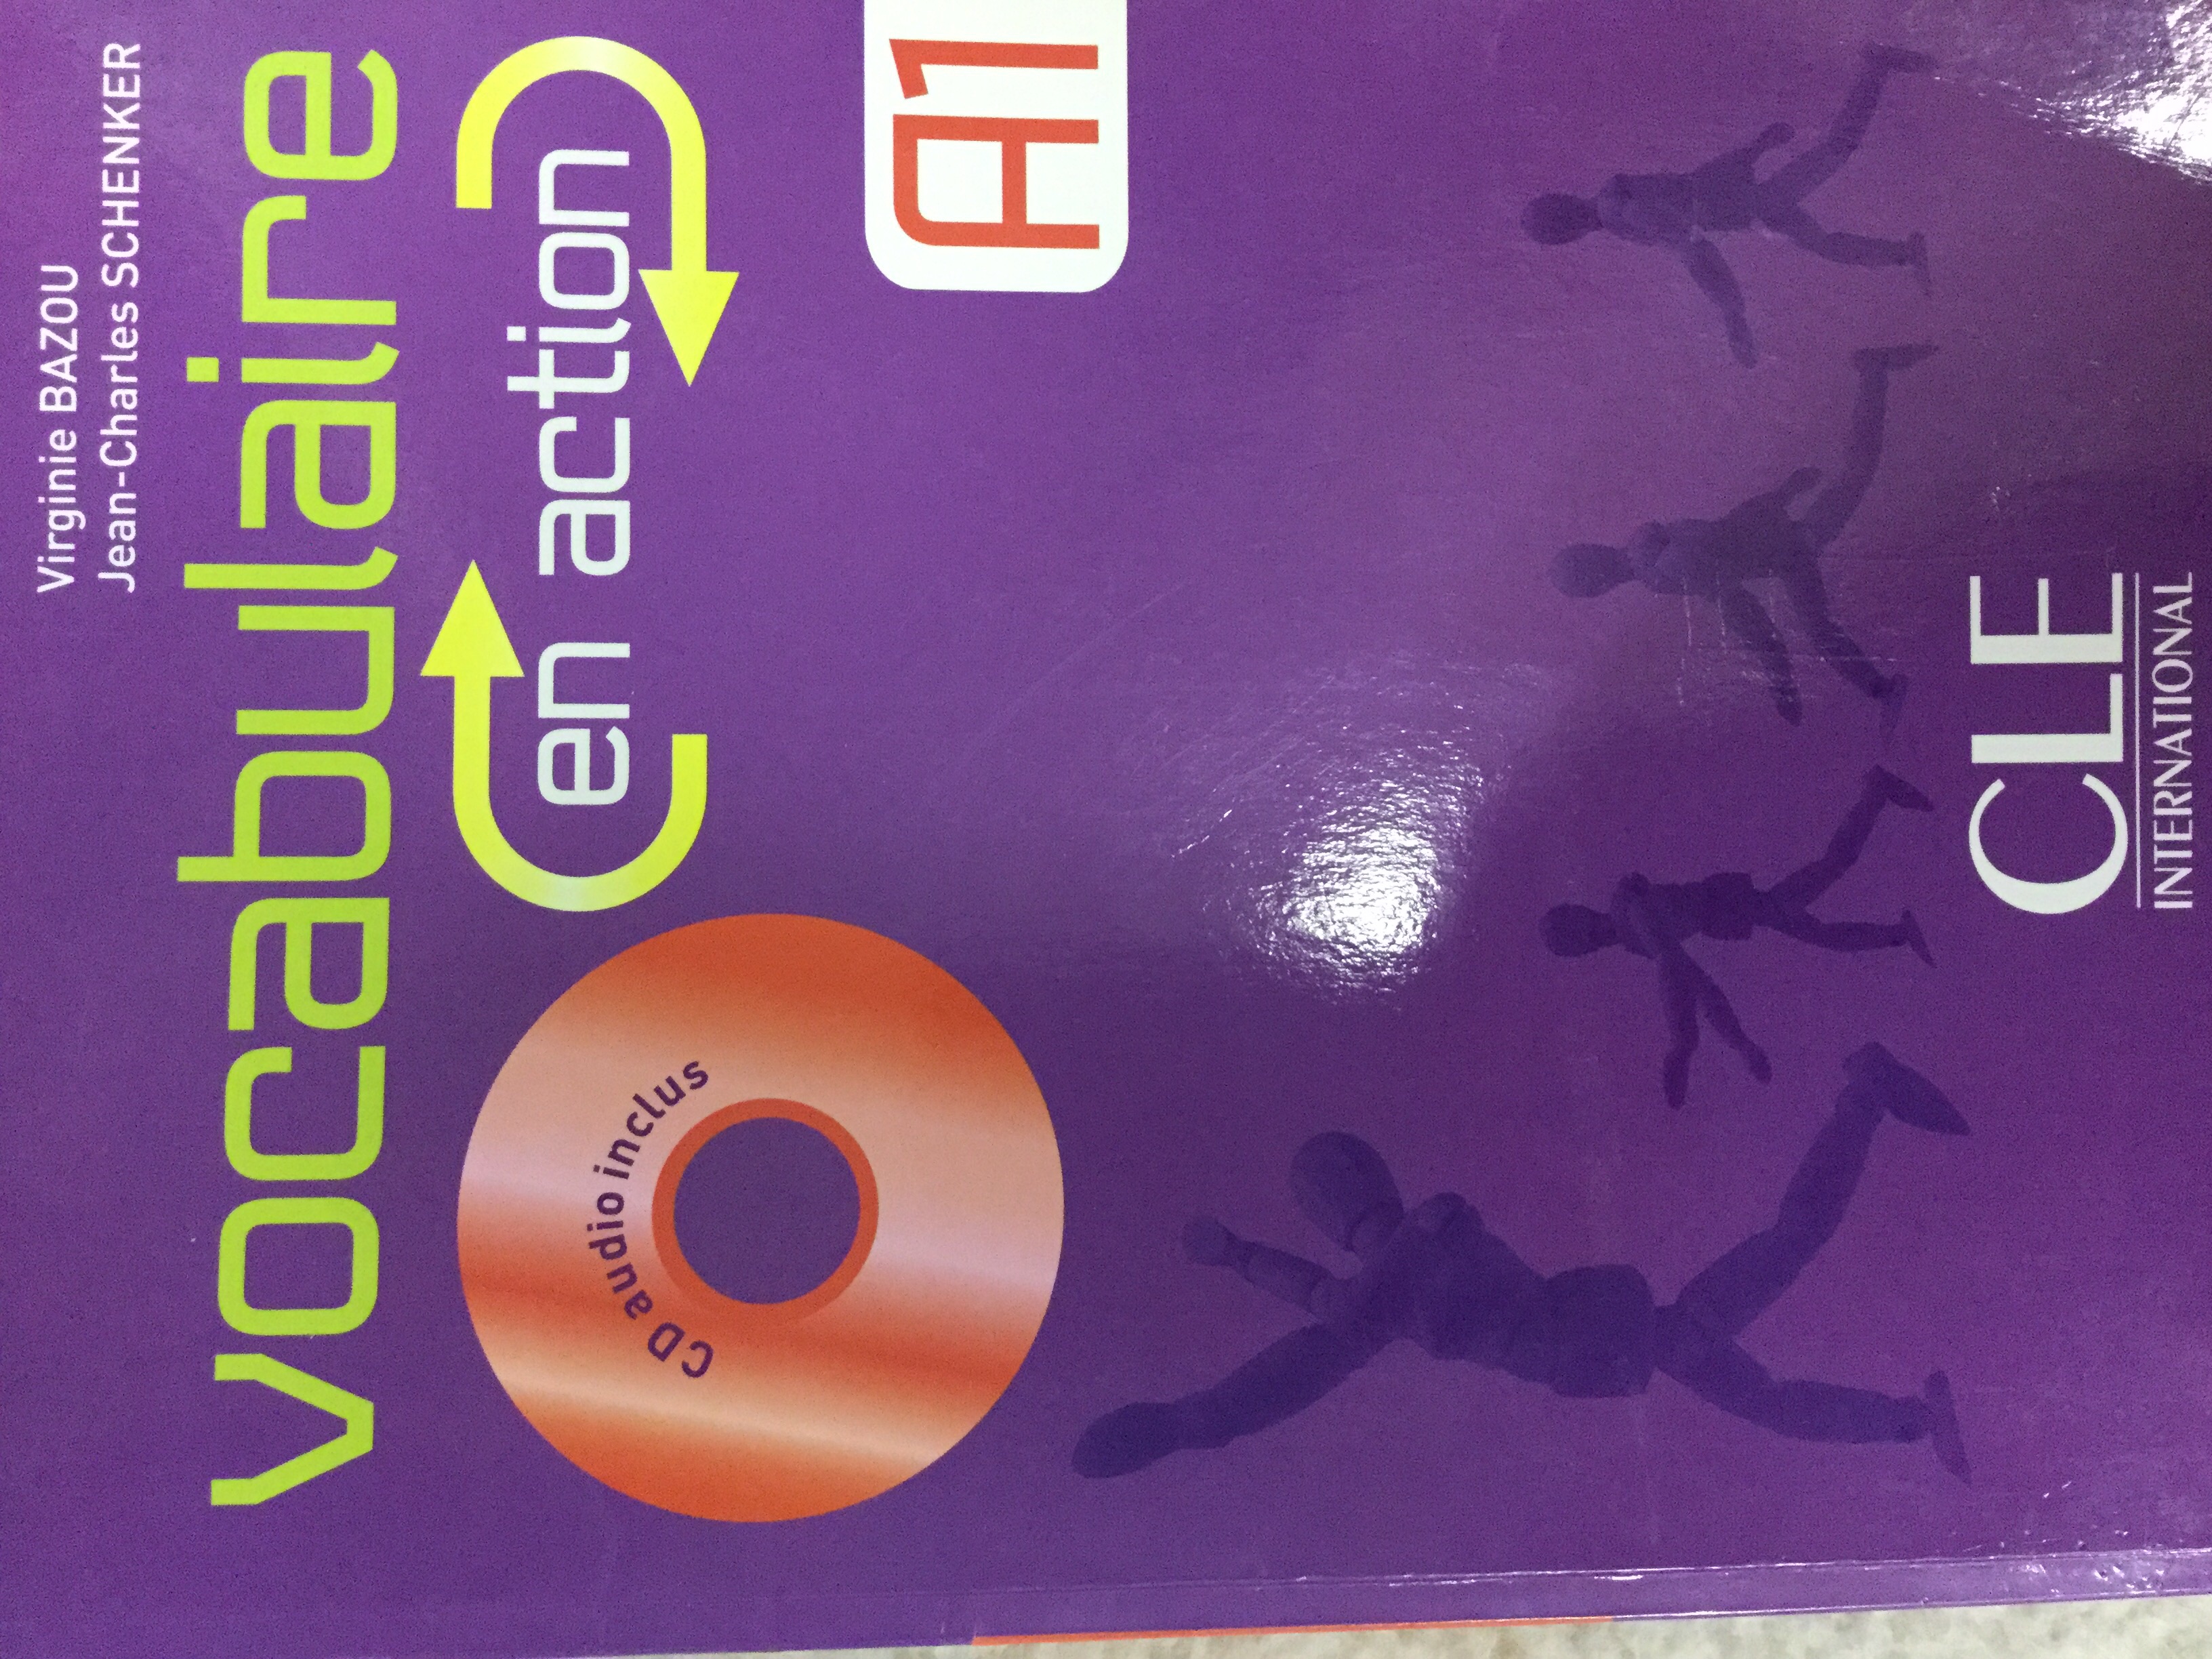 Virginie BAZOU
Jean-Charles SCHENKER
vocabulaire
en action
CD audio inclus
A1
CLE
INTERNATIONAL